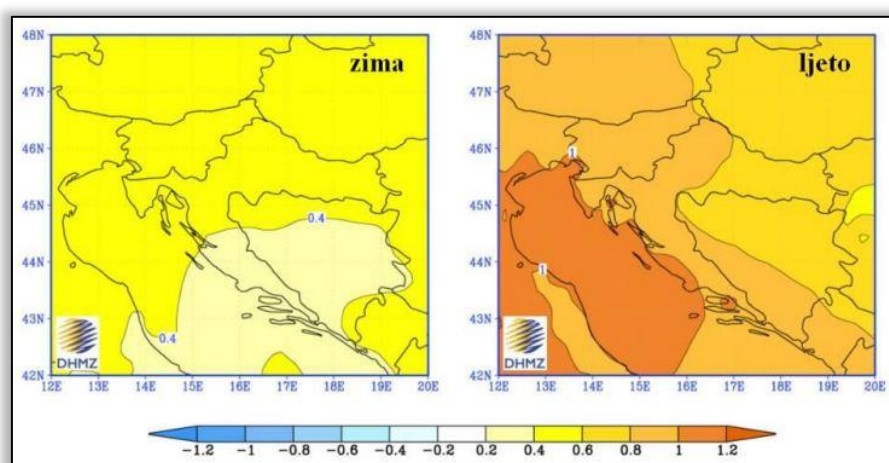 zima
48N
47N
46N
45N
44N
43N
42N
12E 13E 14E 15E 16E 17E 18E 19E 20E
0.4
0.4
DHMZ
ljeto
48N
47N
46N
45N
44N
43N
42N
12E 13E 14E 15E 16E 17E 18E 19E 20E
1
1
DHMZ
-1.2 -1 -0.8 -0.6 -0.4 -0.2 0.2 0.4 0.6 0.8 1 1.2